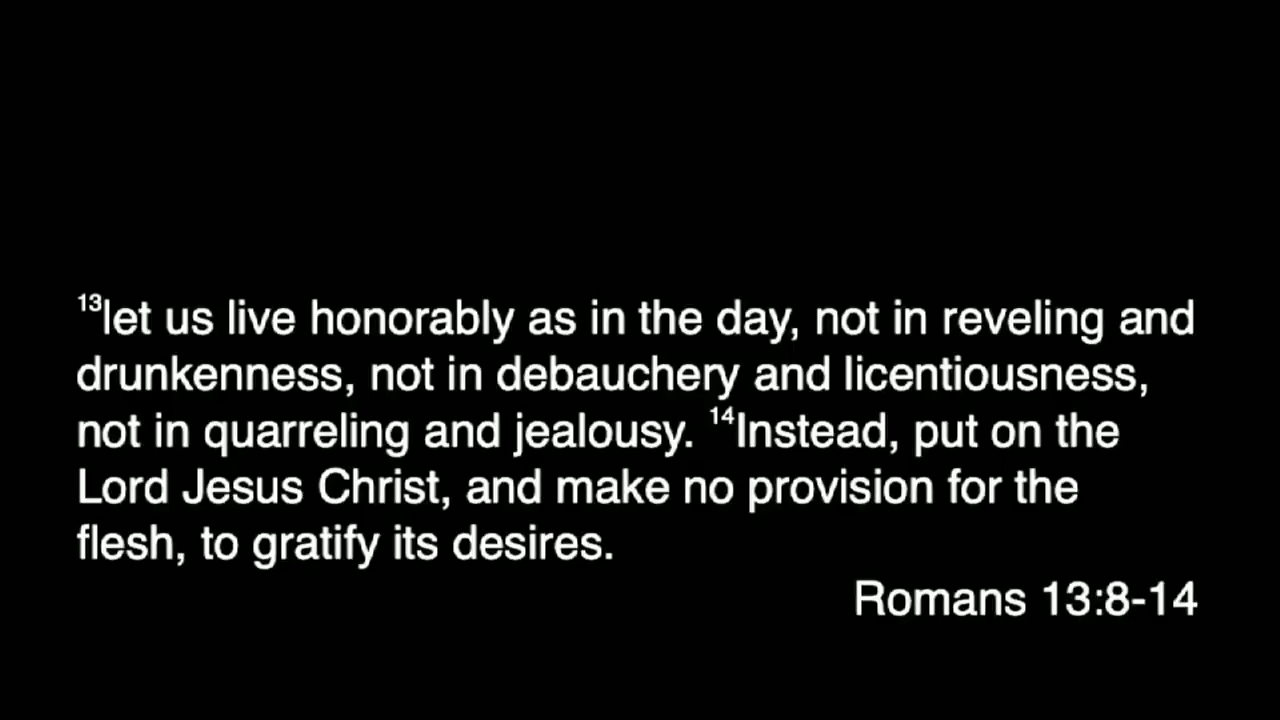 13let us live honorably as in the day, not in reveling and
drunkenness, not in debauchery and licentiousness,
not in quarreling and jealousy. 14Instead, put on the
Lord Jesus Christ, and make no provision for the
flesh, to gratify its desires.
Romans 13:8-14